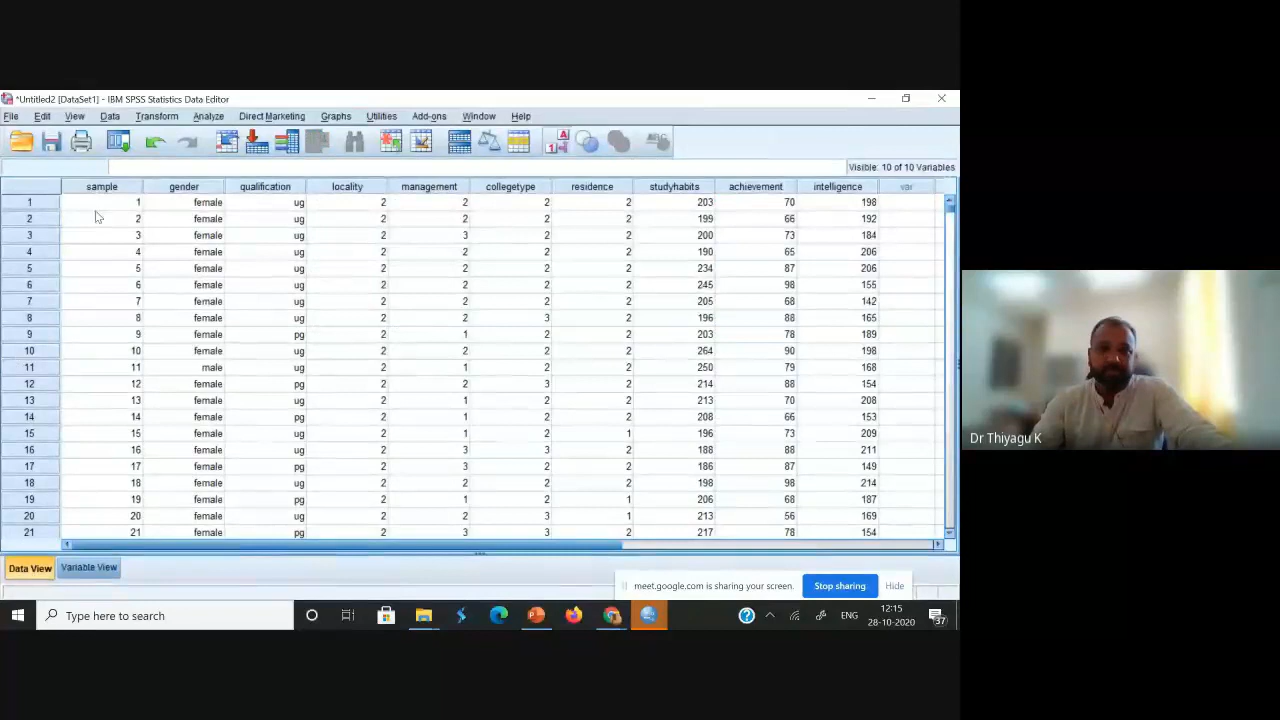 *Untitled2 [DataSet1] - IBM SPSS Statistics Data Editor
File Edit View Data Transform Analyze Direct Marketing Graphs Utilities Add-ons Window Help
Visible: 10 of 10 Variables
sample gender qualification locality management collegetype residence studyhabits achievement intelligence var
1 1 female ug 2 2 2 2 203 70 198
2 2 female ug 2 2 2 2 199 66 192
3 3 female ug 2 3 2 2 200 73 184
4 4 female ug 2 2 2 2 190 65 206
5 5 female ug 2 2 2 2 234 87 206
6 6 female ug 2 2 2 2 245 98 155
7 7 female ug 2 2 2 2 205 68 142
8 8 female ug 2 2 3 2 196 88 165
9 9 female pg 2 1 2 2 203 78 189
10 10 female ug 2 2 2 2 264 90 198
11 11 male ug 2 1 2 2 250 79 168
12 12 female pg 2 2 3 2 214 88 154
13 13 female ug 2 1 2 2 213 70 208
14 14 female pg 2 1 2 2 208 66 153
15 15 female ug 2 1 2 1 196 73 209
16 16 female ug 2 3 3 2 188 88 211
17 17 female pg 2 3 2 2 186 87 149
18 18 female ug 2 2 2 2 198 98 214
19 19 female pg 2 1 2 1 206 68 187
20 20 female ug 2 2 3 1 213 56 169
21 21 female pg 2 3 3 2 217 78 154
Data View Variable View
meet.google.com is sharing your screen. Stop sharing Hide
Type here to search
ENG
12:15
28-10-2020
37
Dr Thiyagu K